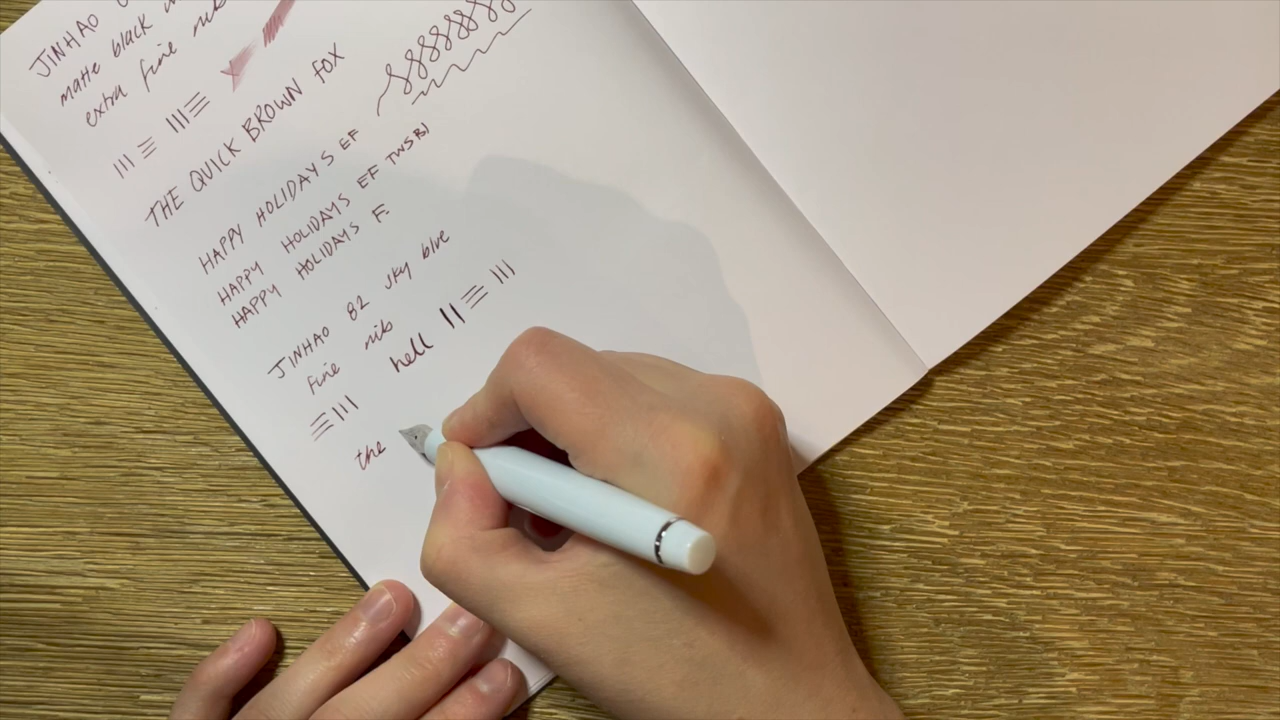 JINHAO
matte black
extra fine nib
THE QUICK BROWN FOX
HAPPY HOLIDAYS EF
HAPPY HOLIDAYS EF TWSBI
HAPPY HOLIDAYS F.
JINHAO 82 sky blue
fine nib hell
the